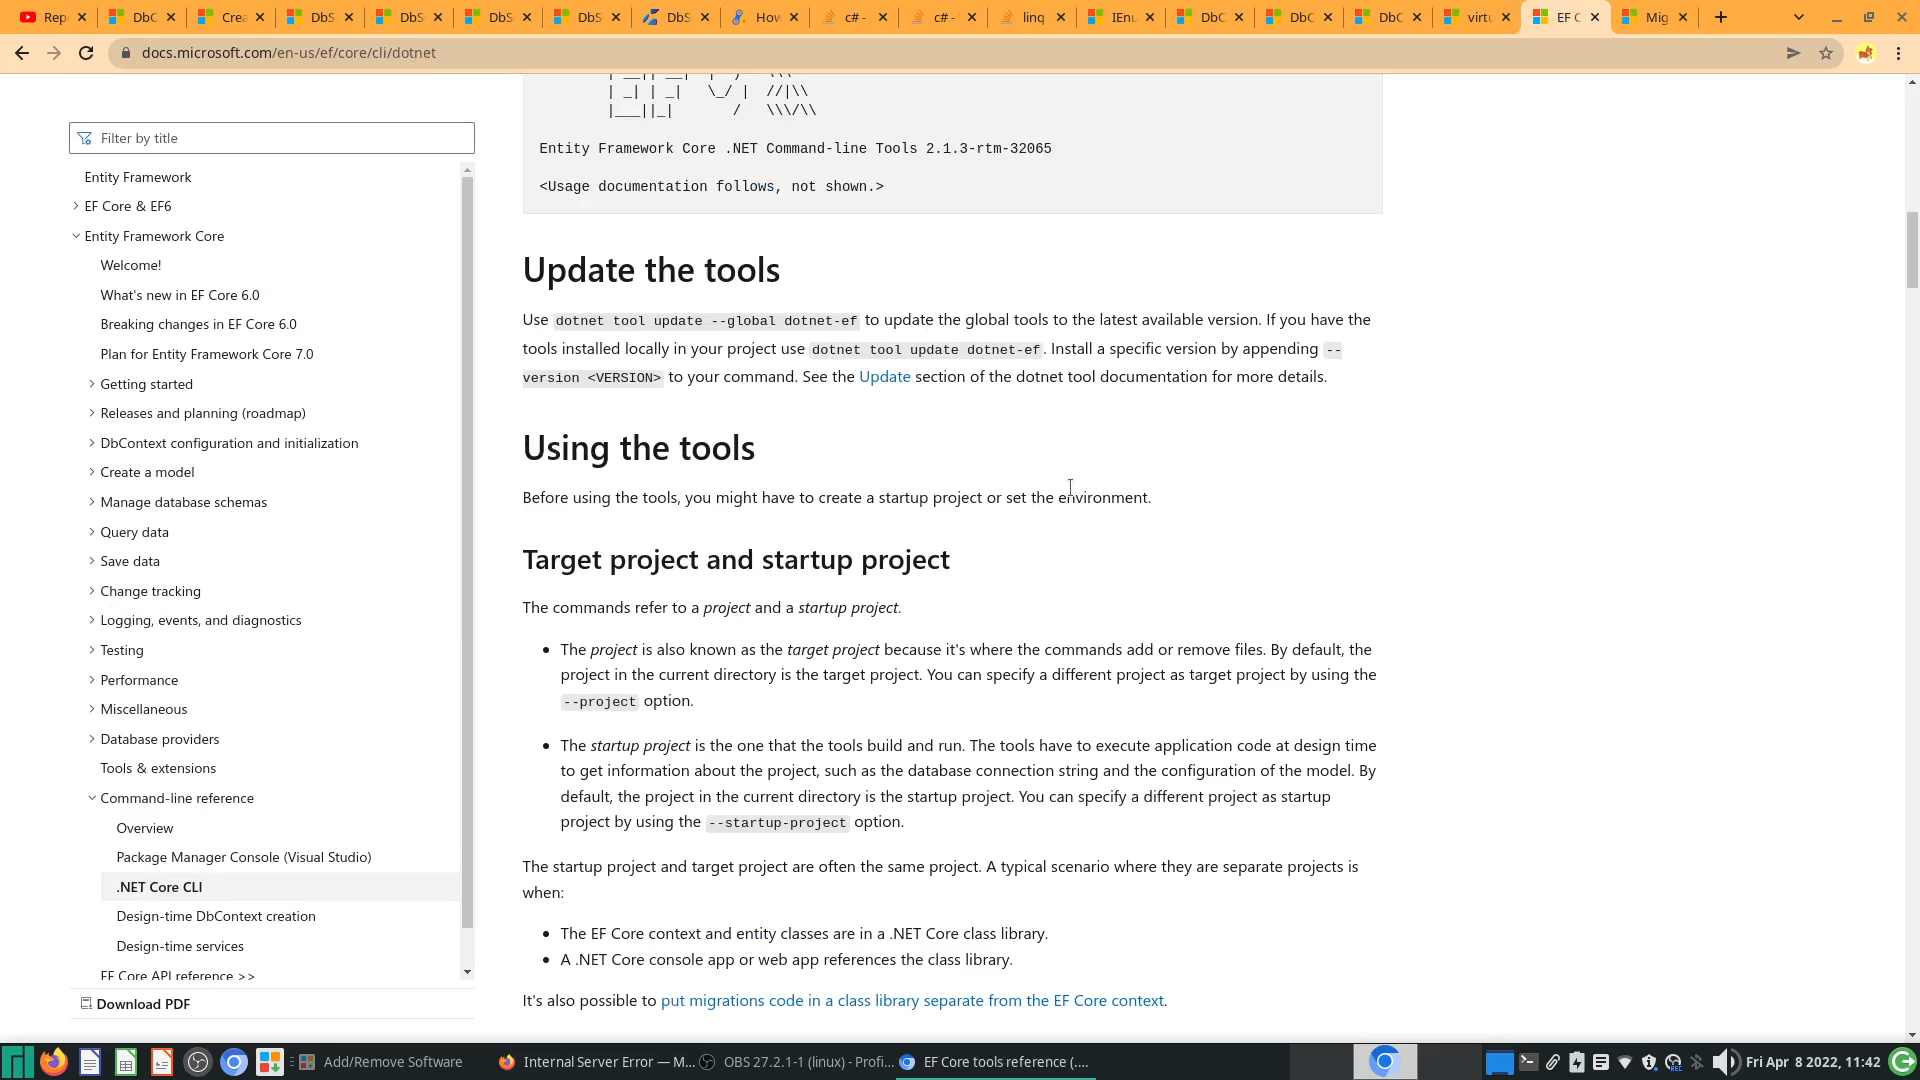 Rep
DbC
Crea
DbS
DbS
DbS
DbS
DbS
How
c# -
c# -
linq
IEnu
DbC
DbC
DbC
virtu
EF C
Mig
docs.microsoft.com/en-us/ef/core/cli/dotnet
Filter by title
Entity Framework
EF Core & EF6
Entity Framework Core
Welcome!
What's new in EF Core 6.0
Breaking changes in EF Core 6.0
Plan for Entity Framework Core 7.0
Getting started
Releases and planning (roadmap)
DbContext configuration and initialization
Create a model
Manage database schemas
Query data
Save data
Change tracking
Logging, events, and diagnostics
Testing
Performance
Miscellaneous
Database providers
Tools & extensions
Command-line reference
Overview
Package Manager Console (Visual Studio)
.NET Core CLI
Design-time DbContext creation
Design-time services
EF Core API reference >>
Download PDF
| _| | _|   \_/ |  //|\\
|___||_|       /   \\\/\\
Entity Framework Core .NET Command-line Tools 2.1.3-rtm-32065
<Usage documentation follows, not shown.>
Update the tools
Use dotnet tool update --global dotnet-ef to update the global tools to the latest available version. If you have the
tools installed locally in your project use dotnet tool update dotnet-ef. Install a specific version by appending --
version <VERSION> to your command. See the Update section of the dotnet tool documentation for more details.
Using the tools
Before using the tools, you might have to create a startup project or set the environment.
Target project and startup project
The commands refer to a project and a startup project.
• The project is also known as the target project because it's where the commands add or remove files. By default, the
project in the current directory is the target project. You can specify a different project as target project by using the
--project option.
• The startup project is the one that the tools build and run. The tools have to execute application code at design time
to get information about the project, such as the database connection string and the configuration of the model. By
default, the project in the current directory is the startup project. You can specify a different project as startup
project by using the --startup-project option.
The startup project and target project are often the same project. A typical scenario where they are separate projects is
when:
• The EF Core context and entity classes are in a .NET Core class library.
• A .NET Core console app or web app references the class library.
It's also possible to put migrations code in a class library separate from the EF Core context.
Add/Remove Software
Internal Server Error — M...
OBS 27.2.1-1 (linux) - Profi...
EF Core tools reference (....
Fri Apr 8 2022, 11:42